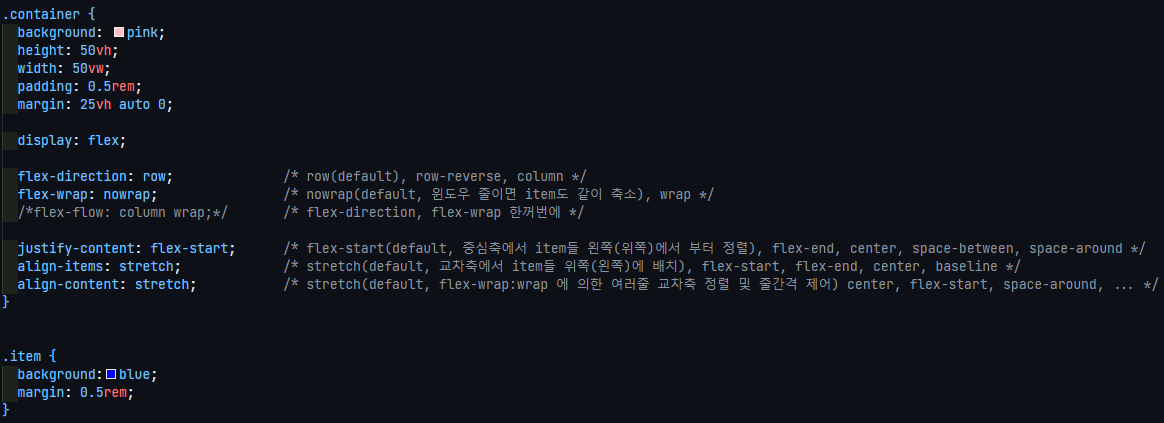 .container {
background: pink;
height: 50vh;
width: 50vw;
padding: 0.5rem;
margin: 25vh auto 0;
display: flex;
flex-direction: row; /* row(default), row-reverse, column */
flex-wrap: nowrap; /* nowrap(default, 윈도우 줄이면 item도 같이 축소), wrap */
/*flex-flow: column wrap;*/ /* flex-direction, flex-wrap 한꺼번에 */
justify-content: flex-start; /* flex-start(default, 중심축에서 item들 왼쪽(위쪽)에서 부터 정렬), flex-end, center, space-between, space-around */
align-items: stretch; /* stretch(default, 교차축에서 item들 위쪽(왼쪽)에 배치), flex-start, flex-end, center, baseline */
align-content: stretch; /* stretch(default, flex-wrap:wrap 에 의한 여러줄 교차축 정렬 및 줄간격 제어) center, flex-start, space-around, ... */
}
.item {
background:blue;
margin: 0.5rem;
}